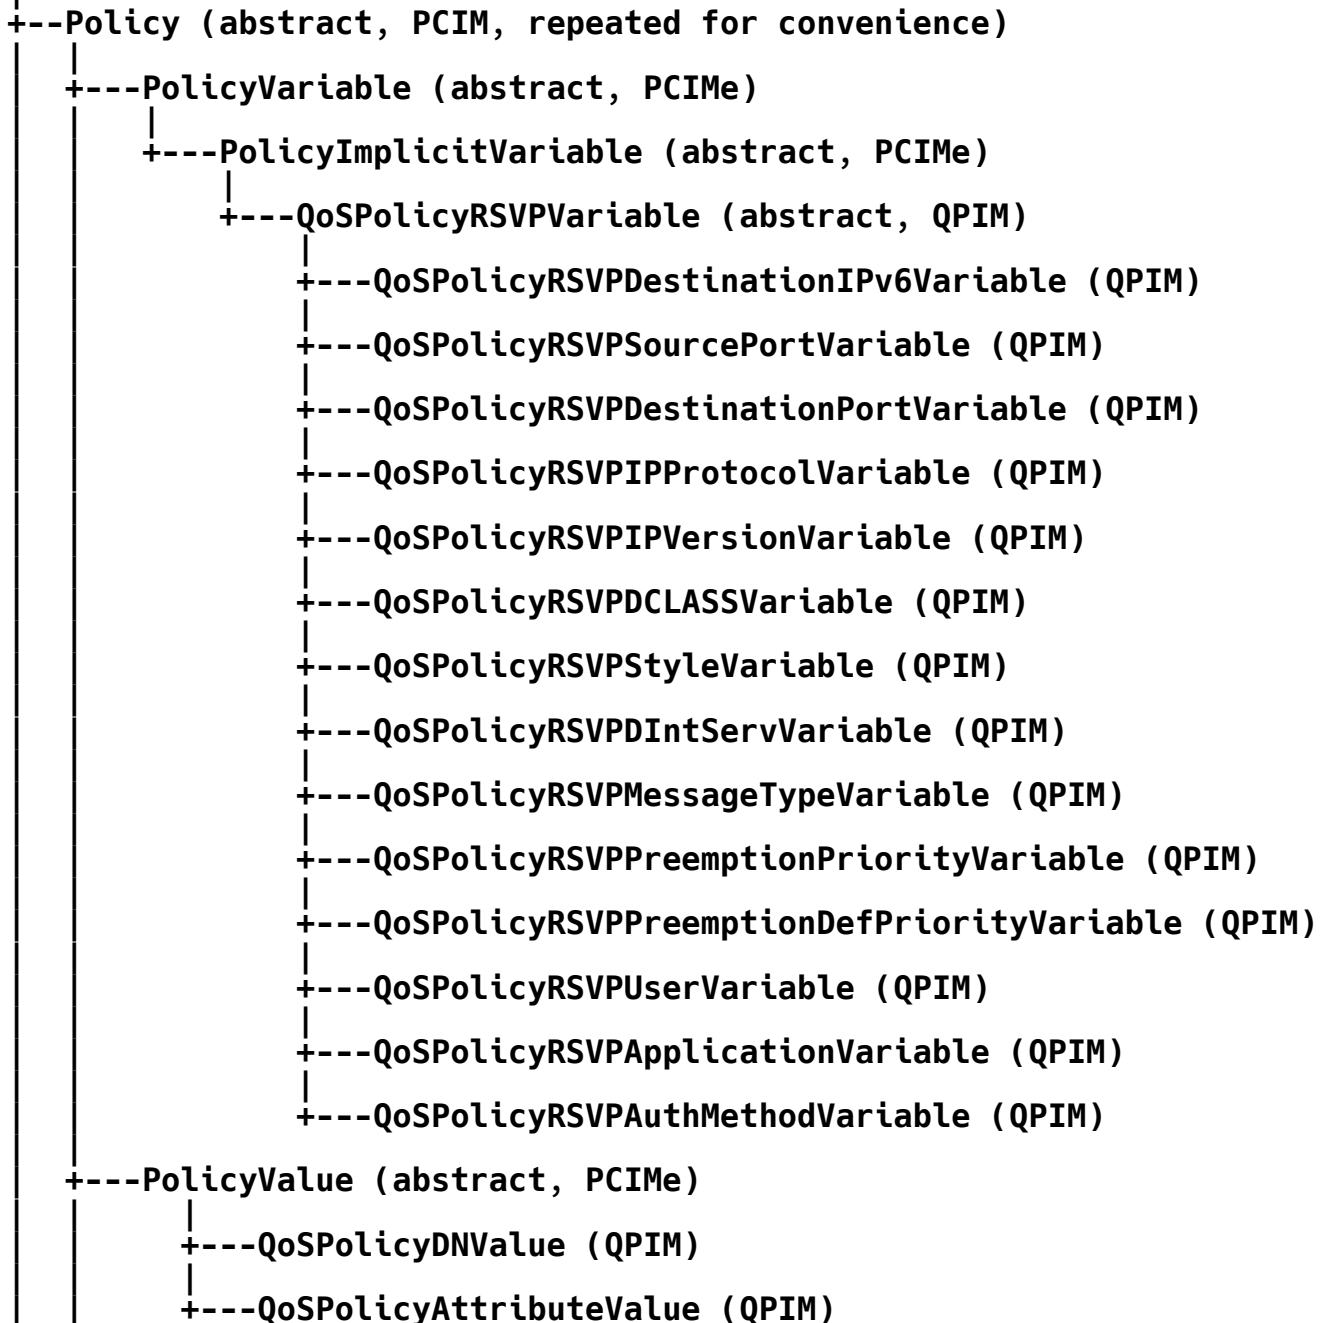 +--Policy (abstract, PCIM, repeated for convenience)
|  |
|  +---PolicyVariable (abstract, PCIMe)
|  |   |
|  |   +---PolicyImplicitVariable (abstract, PCIMe)
|  |       |
|  |       +---QoSPolicyRSVPVariable (abstract, QPIM)
|  |           |
|  |           +---QoSPolicyRSVPDestinationIPv6Variable (QPIM)
|  |           |
|  |           +---QoSPolicyRSVPSourcePortVariable (QPIM)
|  |           |
|  |           +---QoSPolicyRSVPDestinationPortVariable (QPIM)
|  |           |
|  |           +---QoSPolicyRSVPIPProtocolVariable (QPIM)
|  |           |
|  |           +---QoSPolicyRSVPIPVersionVariable (QPIM)
|  |           |
|  |           +---QoSPolicyRSVPDCLASSVariable (QPIM)
|  |           |
|  |           +---QoSPolicyRSVPStyleVariable (QPIM)
|  |           |
|  |           +---QoSPolicyRSVPDIntServVariable (QPIM)
|  |           |
|  |           +---QoSPolicyRSVPMessageTypeVariable (QPIM)
|  |           |
|  |           +---QoSPolicyRSVPPreemptionPriorityVariable (QPIM)
|  |           |
|  |           +---QoSPolicyRSVPPreemptionDefPriorityVariable (QPIM)
|  |           |
|  |           +---QoSPolicyRSVPUserVariable (QPIM)
|  |           |
|  |           +---QoSPolicyRSVPApplicationVariable (QPIM)
|  |           |
|  |           +---QoSPolicyRSVPAuthMethodVariable (QPIM)
|  |
|  +---PolicyValue (abstract, PCIMe)
|  |     |
|  |     +---QoSPolicyDNValue (QPIM)
|  |     |
|  |     +---QoSPolicyAttributeValue (QPIM)